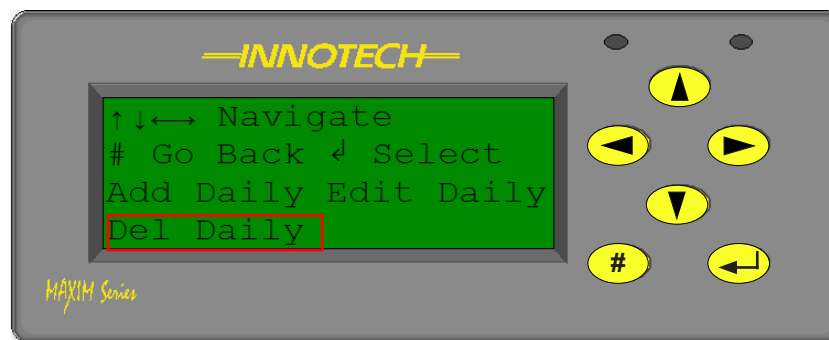 INNOTECH
↑↓←→ Navigate
# Go Back ↲ Select
Add Daily Edit Daily
Del Daily
#
MAXIM Series